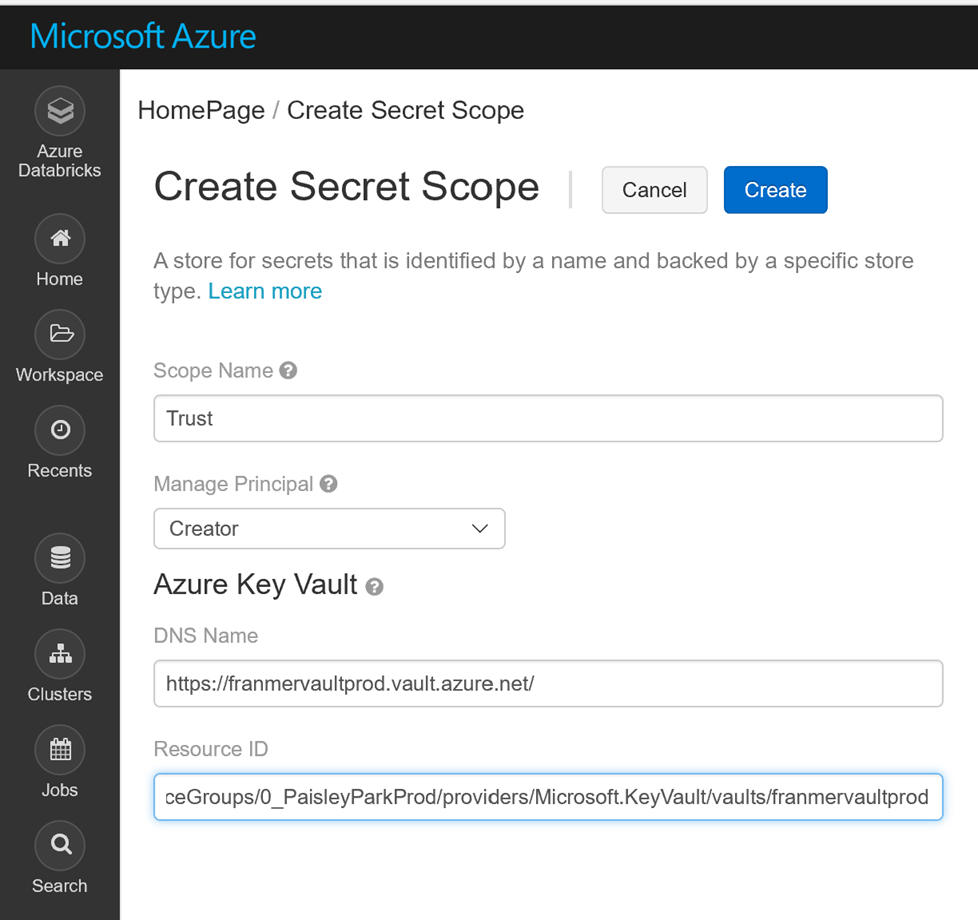 Microsoft Azure
Azure
Databricks
Home
Workspace
Recents
Data
Clusters
Jobs
Search
HomePage / Create Secret Scope
Create Secret Scope
Cancel
Create
A store for secrets that is identified by a name and backed by a specific store
type. Learn more
Scope Name ?
Trust
Manage Principal ?
Creator
Azure Key Vault ?
DNS Name
https://franmervaultprod.vault.azure.net/
Resource ID
ceGroups/0_PaisleyParkProd/providers/Microsoft.KeyVault/vaults/franmervaultprod